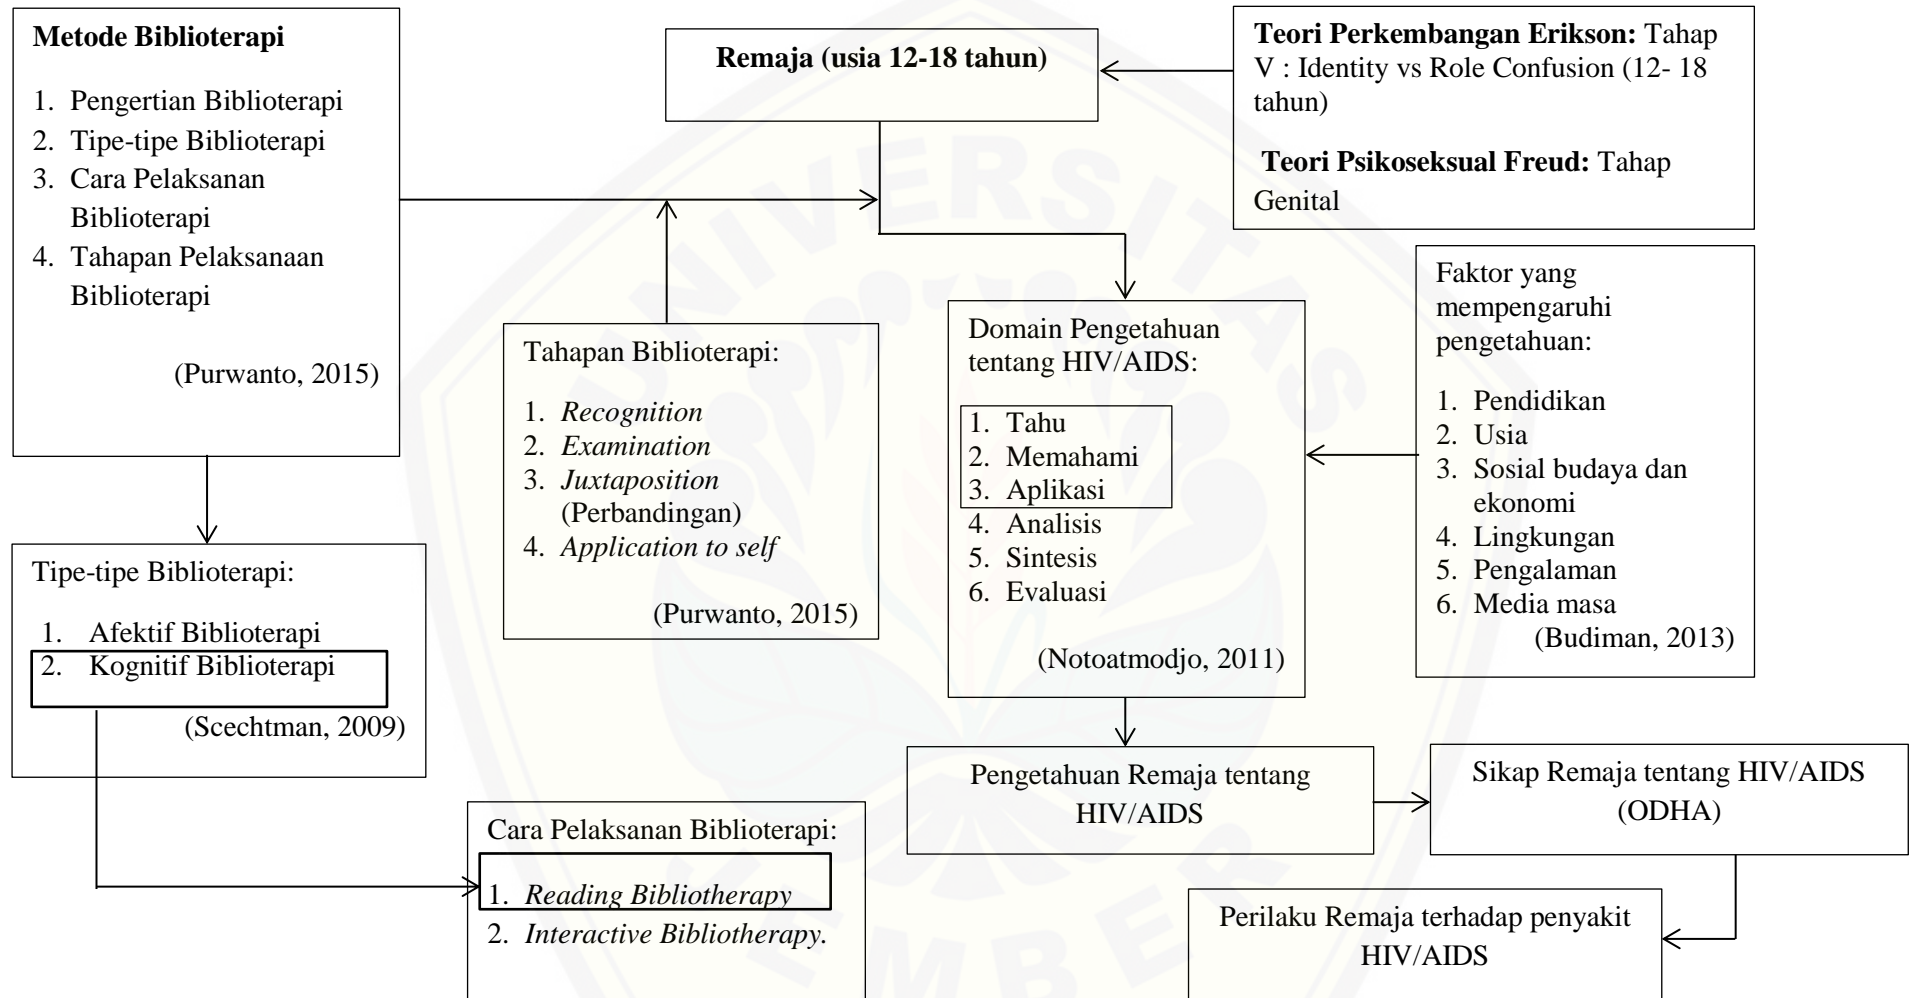 Metode Biblioterapi
1. Pengertian Biblioterapi
2. Tipe-tipe Biblioterapi
3. Cara Pelaksanan
Biblioterapi
4. Tahapan Pelaksanaan
Biblioterapi
(Purwanto, 2015)
Remaja (usia 12-18 tahun)
Teori Perkembangan Erikson: Tahap
V : Identity vs Role Confusion (12- 18
tahun)
Teori Psikoseksual Freud: Tahap
Genital
Tahapan Biblioterapi:
1. Recognition
2. Examination
3. Juxtaposition
(Perbandingan)
4. Application to self
(Purwanto, 2015)
Domain Pengetahuan
tentang HIV/AIDS:
1. Tahu
2. Memahami
3. Aplikasi
4. Analisis
5. Sintesis
6. Evaluasi
(Notoatmodjo, 2011)
Faktor yang
mempengaruhi
pengetahuan:
1. Pendidikan
2. Usia
3. Sosial budaya dan
ekonomi
4. Lingkungan
5. Pengalaman
6. Media masa
(Budiman, 2013)
Tipe-tipe Biblioterapi:
1. Afektif Biblioterapi
2. Kognitif Biblioterapi
(Scechtman, 2009)
Cara Pelaksanan Biblioterapi:
1. Reading Bibliotherapy
2. Interactive Bibliotherapy.
Pengetahuan Remaja tentang
HIV/AIDS
Sikap Remaja tentang HIV/AIDS
(ODHA)
Perilaku Remaja terhadap penyakit
HIV/AIDS
UNIVERSITAS
EMBER